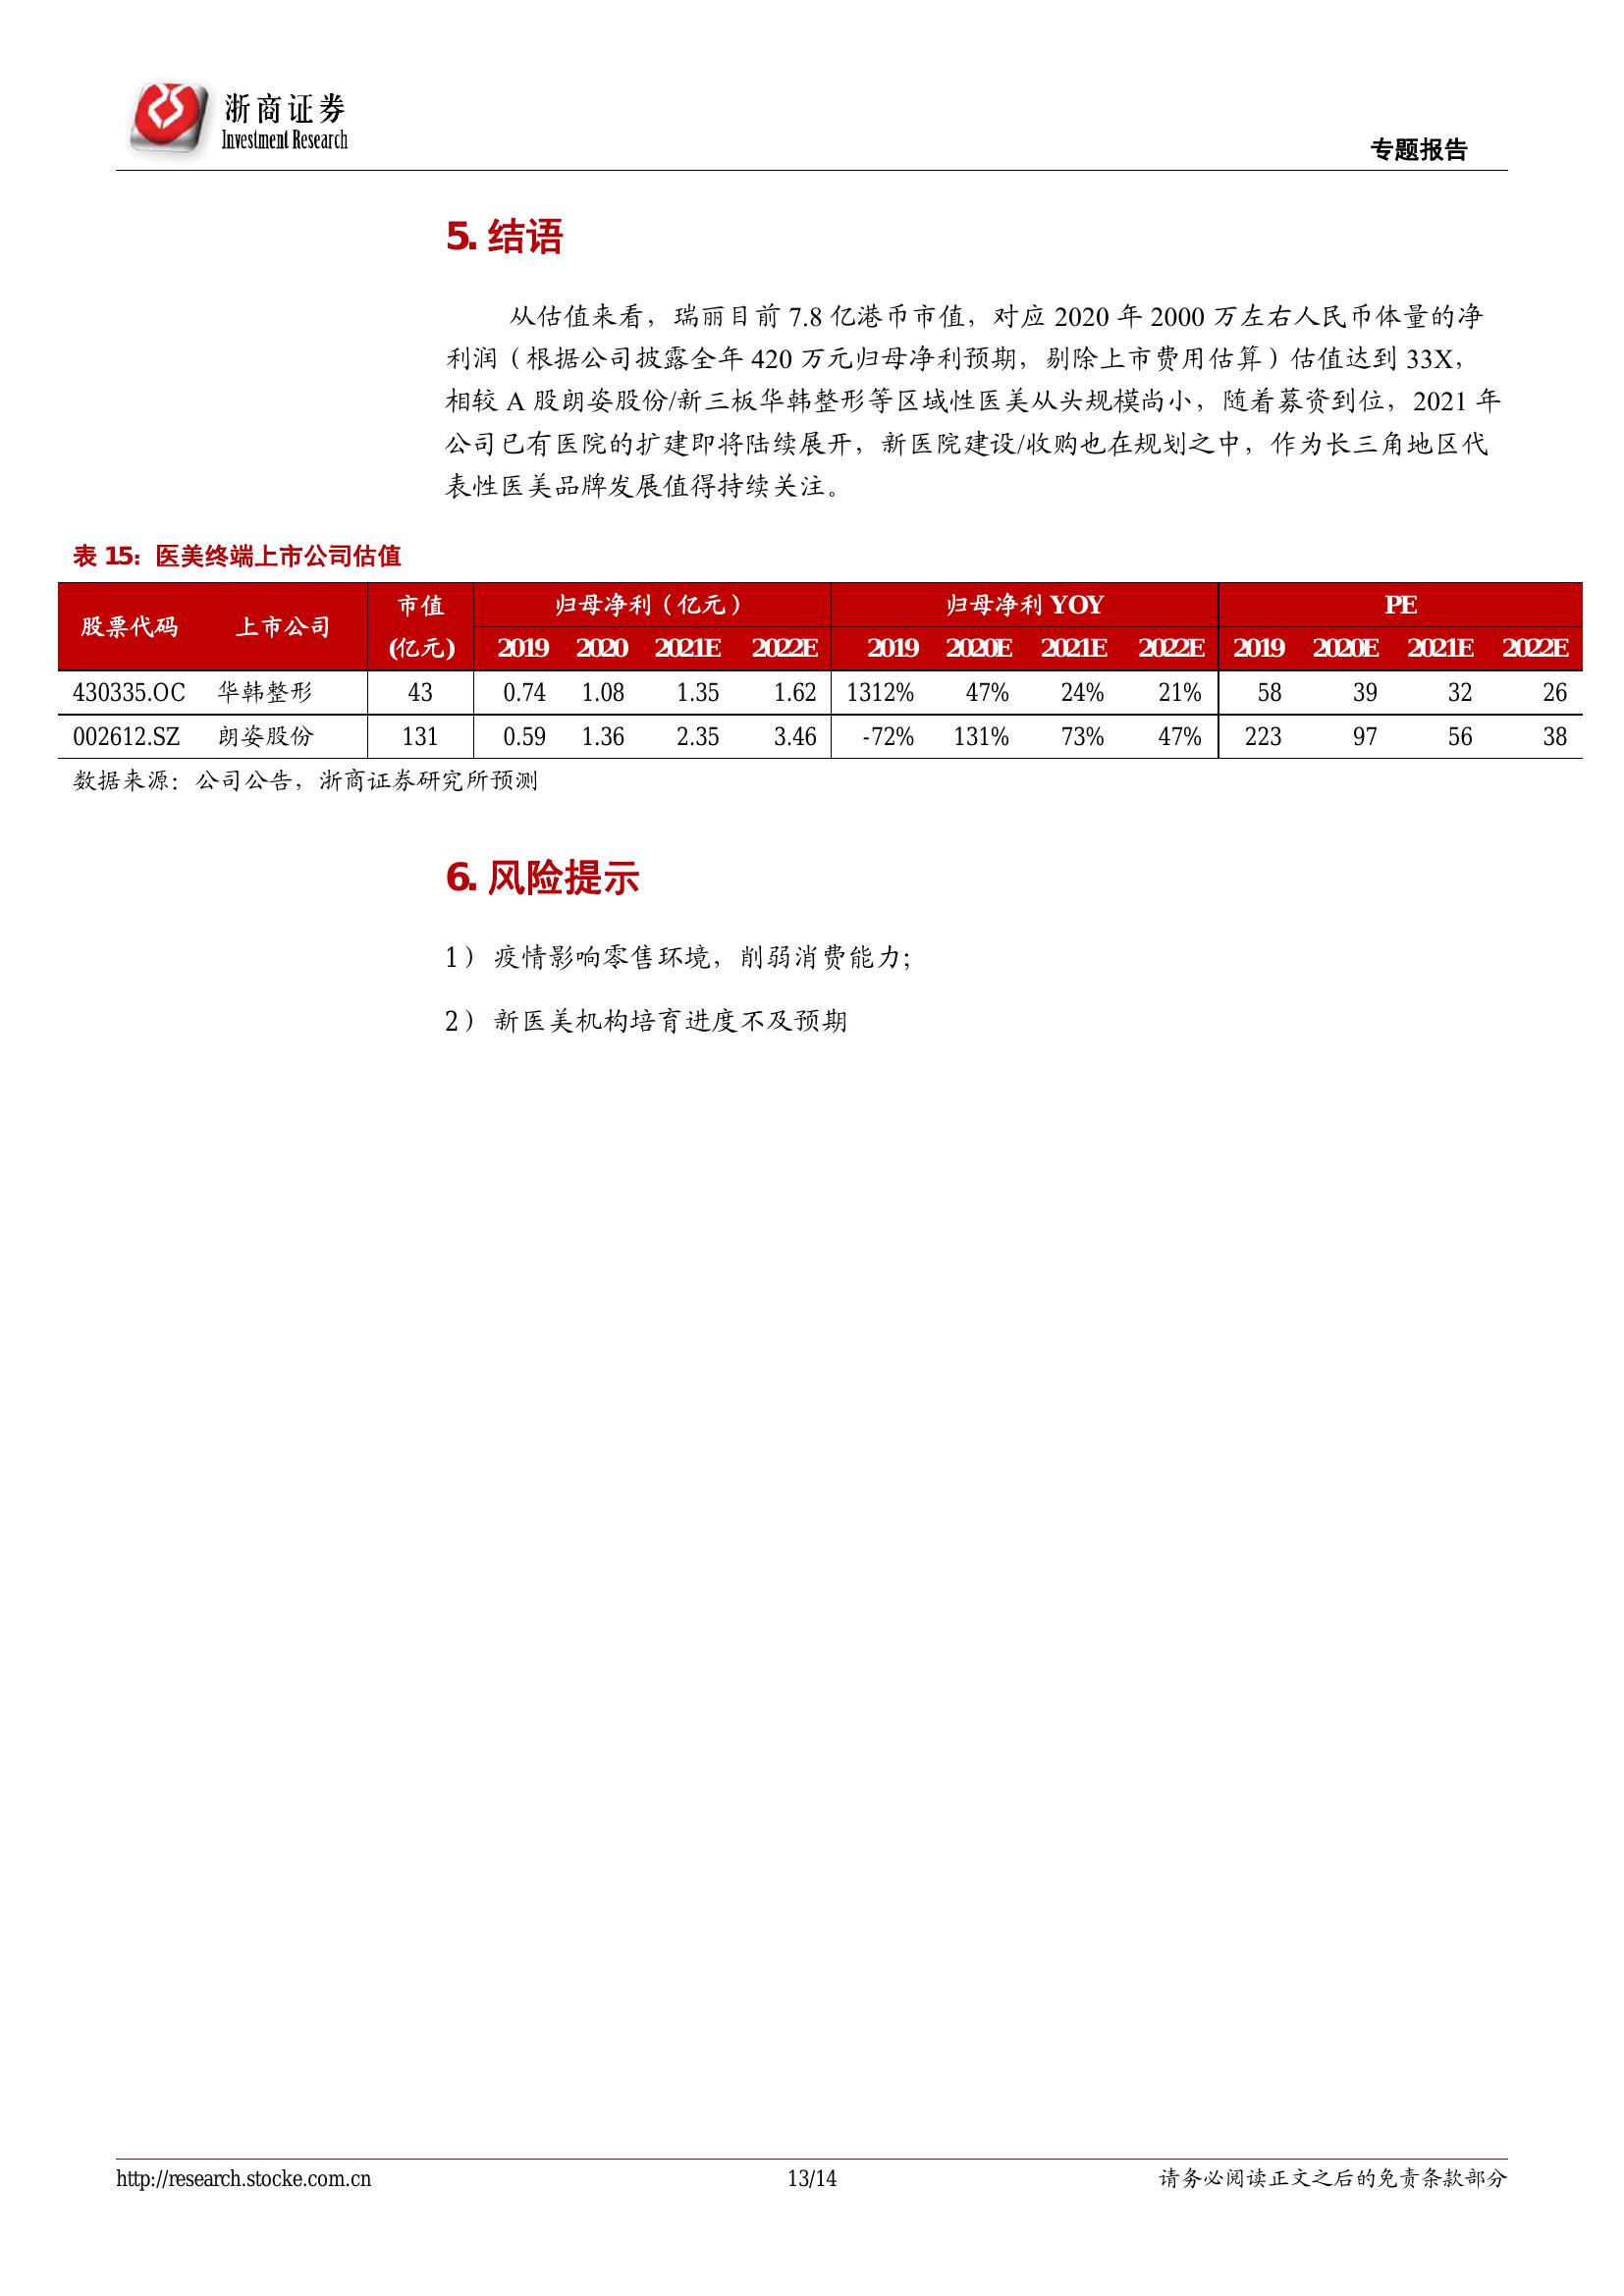 浙商证券
Investment Research
专题报告
5. 结语
从估值来看，瑞丽目前 7.8 亿港币市值，对应 2020 年 2000 万左右人民币体量的净
利润（根据公司披露全年 420 万元归母净利预期，剔除上市费用估算）估值达到 33X，
相较 A 股朗姿股份/新三板华韩整形等区域性医美从头规模尚小，随着募资到位，2021 年
公司已有医院的扩建即将陆续展开，新医院建设/收购也在规划之中，作为长三角地区代
表性医美品牌发展值得持续关注。
表 15：医美终端上市公司估值
股票代码 上市公司 市值 (亿元) 归母净利（亿元） 归母净利 YOY PE
2019 2020 2021E 2022E 2019 2020E 2021E 2022E 2019 2020E 2021E 2022E
430335.OC 华韩整形 43 0.74 1.08 1.35 1.62 1312% 47% 24% 21% 58 39 32 26
002612.SZ 朗姿股份 131 0.59 1.36 2.35 3.46 -72% 131% 73% 47% 223 97 56 38
数据来源：公司公告，浙商证券研究所预测
6. 风险提示
1） 疫情影响零售环境，削弱消费能力；
2） 新医美机构培育进度不及预期
http://research.stocke.com.cn 13/14 请务必阅读正文之后的免责条款部分